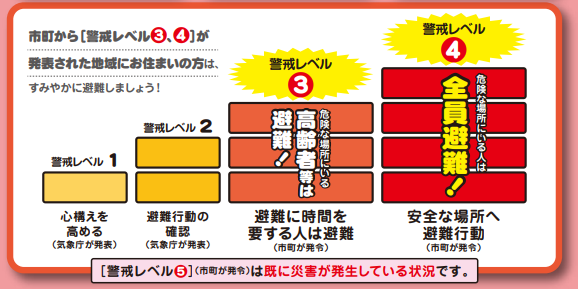 市町から［警戒レベル❸、❹］が
発表された地域にお住まいの方は、
すみやかに避難しましょう！
警戒レベル 1
心構えを
高める
（気象庁が発表）
警戒レベル 2
避難行動の
確認
（気象庁が発表）
警戒レベル
3
危険な場所にいる
高齢者等は
避難！
避難に時間を
要する人は避難
（市町が発令）
警戒レベル
4
危険な場所にいる人は
全員避難！
安全な場所へ
避難行動
（市町が発令）
［警戒レベル❺］（市町が発令）は既に災害が発生している状況です。